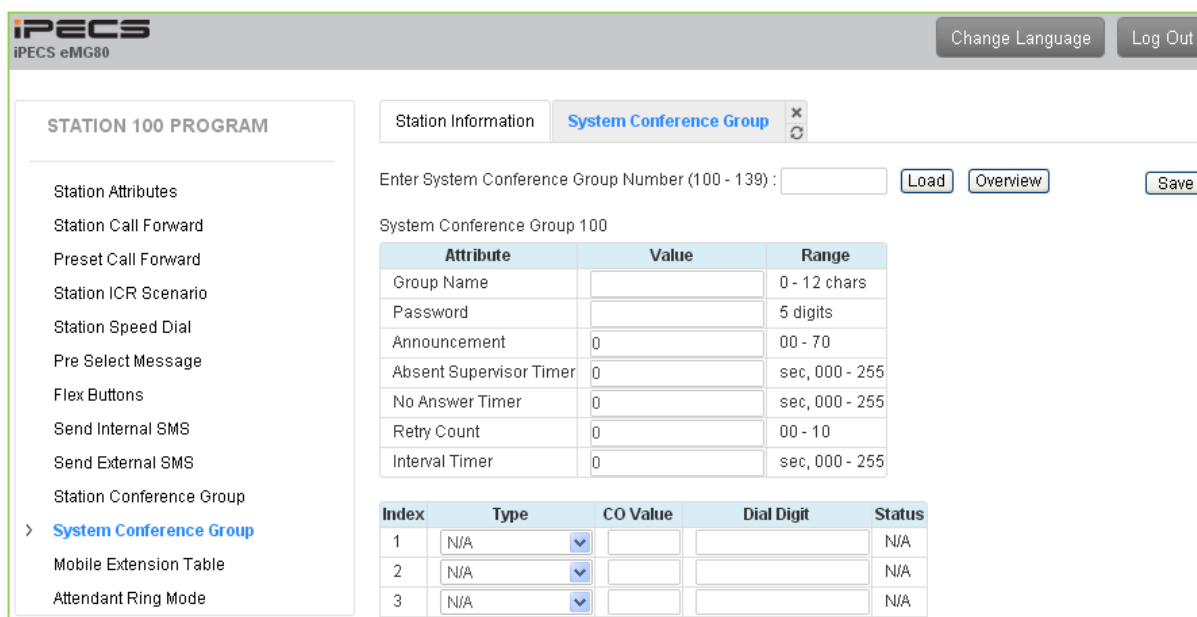 iPECS
iPECS eMG80
Change Language
Log Out
STATION 100 PROGRAM
Station Attributes
Station Call Forward
Preset Call Forward
Station ICR Scenario
Station Speed Dial
Pre Select Message
Flex Buttons
Send Internal SMS
Send External SMS
Station Conference Group
> System Conference Group
Mobile Extension Table
Attendant Ring Mode
Station Information
System Conference Group
Enter System Conference Group Number (100 - 139) :
Load
Overview
Save
System Conference Group 100
Attribute Value Range
Group Name 0 - 12 chars
Password 5 digits
Announcement 0 00 - 70
Absent Supervisor Timer 0 sec, 000 - 255
No Answer Timer 0 sec, 000 - 255
Retry Count 0 00 - 10
Interval Timer 0 sec, 000 - 255
Index Type CO Value Dial Digit Status
1 N/A N/A
2 N/A N/A
3 N/A N/A